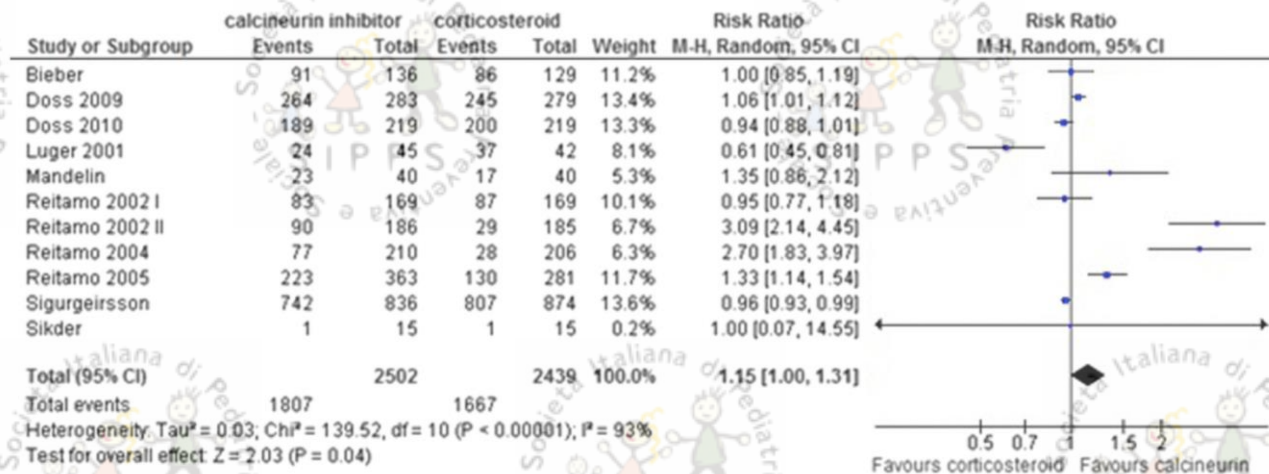 calcineurin inhibitor corticosteroid Risk Ratio Risk Ratio
Study or Subgroup Events Total Events Total Weight M-H, Random, 95% CI M-H, Random, 95% CI
Bieber 91 136 86 129 11.2% 1.00 [0.85, 1.19]
Doss 2009 264 283 245 279 13.4% 1.06 [1.01, 1.12]
Doss 2010 189 219 200 219 13.3% 0.94 [0.88, 1.01]
Luger 2001 24 45 37 42 8.1% 0.61 [0.45, 0.81]
Mandelin 23 40 17 40 5.3% 1.35 [0.86, 2.12]
Reitamo 2002 I 83 169 87 169 10.1% 0.95 [0.77, 1.18]
Reitamo 2002 II 90 186 29 185 6.7% 3.09 [2.14, 4.45]
Reitamo 2004 77 210 28 206 6.3% 2.70 [1.83, 3.97]
Reitamo 2005 223 363 130 281 11.7% 1.33 [1.14, 1.54]
Sigurgeirsson 742 836 807 874 13.6% 0.96 [0.93, 0.99]
Sikder 1 15 1 15 0.2% 1.00 [0.07, 14.55]
Total (95% CI) 2502 2439 100.0% 1.15 [1.00, 1.31]
Total events 1807 1667
Heterogeneity: Tau² = 0.03; Chi² = 139.52, df = 10 (P < 0.00001); I² = 93%
Test for overall effect: Z = 2.03 (P = 0.04)
0.5 0.7 1 1.5 2
Favours corticosteroid Favours calcineurin
SIPPS